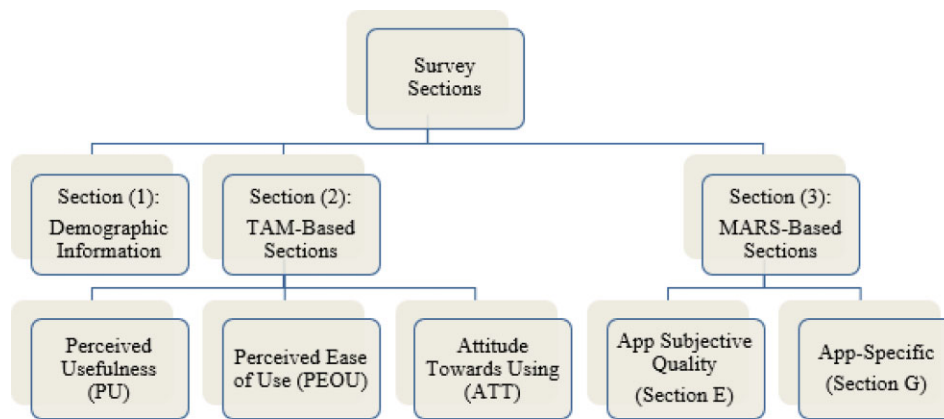 Survey
Sections
Section (1):
Demographic
Information
Section (2):
TAM-Based
Sections
Section (3):
MARS-Based
Sections
Perceived
Usefulness
(PU)
Perceived Ease
of Use (PEOU)
Attitude
Towards Using
(ATT)
App Subjective
Quality
(Section E)
App-Specific
(Section G)